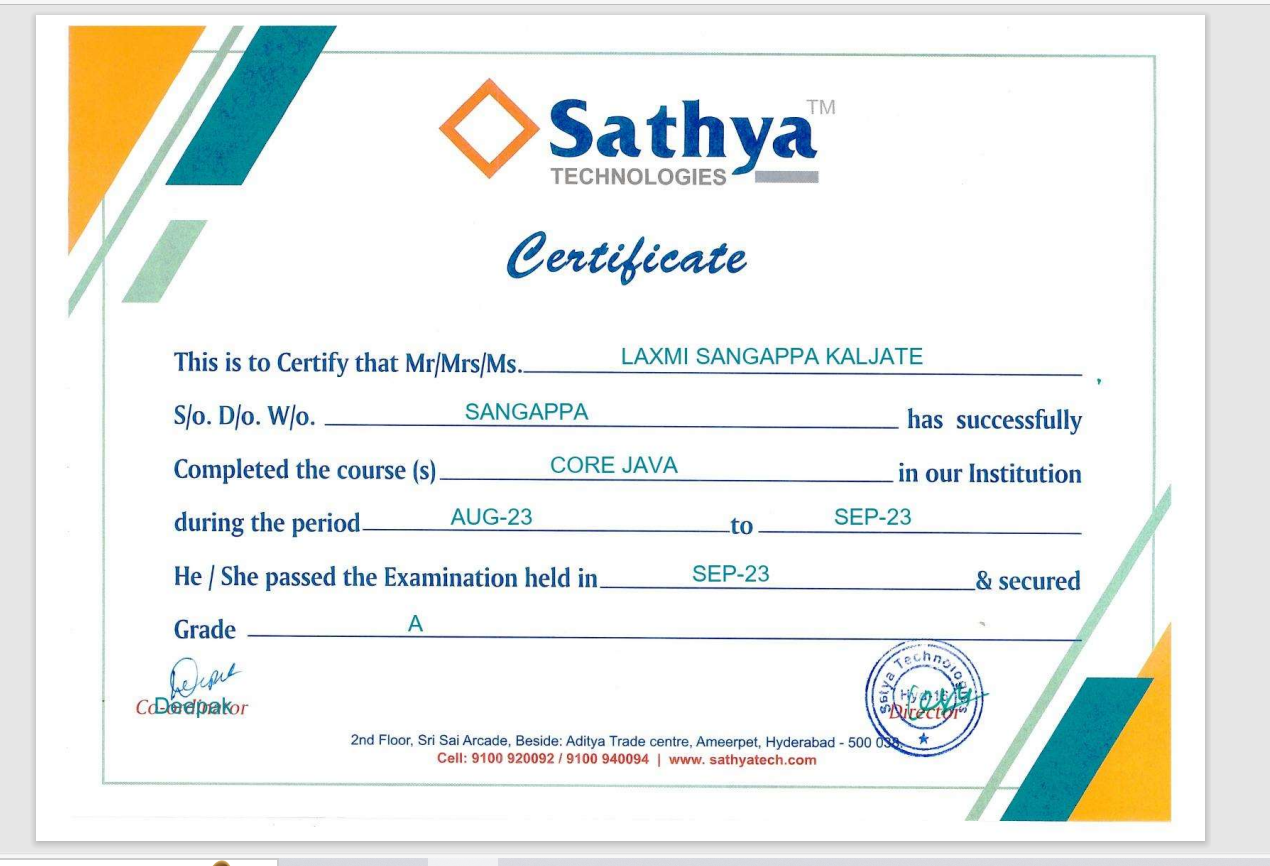 Sathya TM
TECHNOLOGIES
Certificate
This is to Certify that Mr/Mrs/Ms. LAXMI SANGAPPA KALJATE
S/o. D/o. W/o. SANGAPPA has successfully
Completed the course (s) CORE JAVA in our Institution
during the period AUG-23 to SEP-23
He / She passed the Examination held in SEP-23 & secured
Grade A
Deepak
Co-ordinator
Deepak
Satya Technologies
Director
2nd Floor, Sri Sai Arcade, Beside: Aditya Trade centre, Ameerpet, Hyderabad - 500 038.
Cell: 9100 920092 / 9100 940094 | www. sathyatech.com